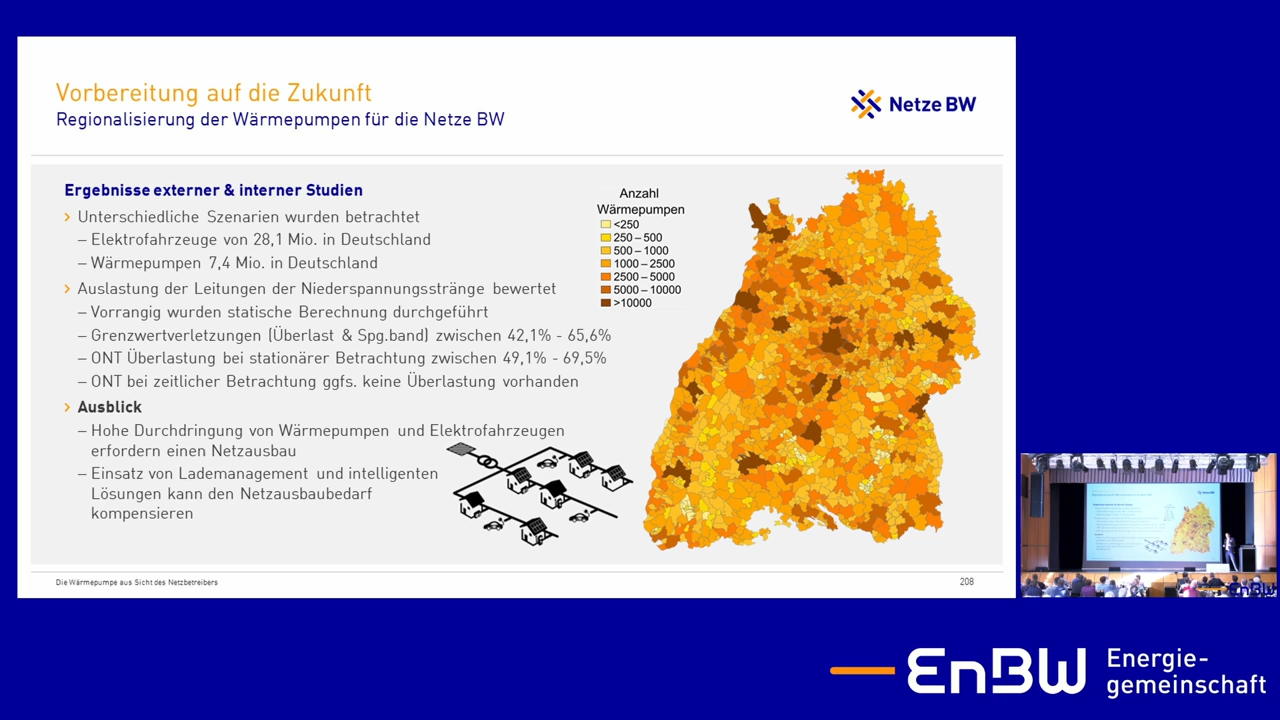 Vorbereitung auf die Zukunft
Regionalisierung der Wärmepumpen für die Netze BW
Netze BW
Ergebnisse externer & interner Studien
› Unterschiedliche Szenarien wurden betrachtet
– Elektrofahrzeuge von 28,1 Mio. in Deutschland
– Wärmepumpen 7,4 Mio. in Deutschland
› Auslastung der Leitungen der Niederspannungsstränge bewertet
– Vorrangig wurden statische Berechnung durchgeführt
– Grenzwertverletzungen (Überlast & Spg.band) zwischen 42,1% - 65,6%
– ONT Überlastung bei stationärer Betrachtung zwischen 49,1% - 69,5%
– ONT bei zeitlicher Betrachtung ggfs. keine Überlastung vorhanden
› Ausblick
– Hohe Durchdringung von Wärmepumpen und Elektrofahrzeugen
erfordern einen Netzausbau
– Einsatz von Lademanagement und intelligenten
Lösungen kann den Netzausbaubedarf
kompensieren
Anzahl
Wärmepumpen
<250
250 – 500
500 – 1000
1000 – 2500
2500 – 5000
5000 – 10000
>10000
Die Wärmepumpe aus Sicht des Netzbetreibers
208
EnBW
EnBW
Energie-
gemeinschaft